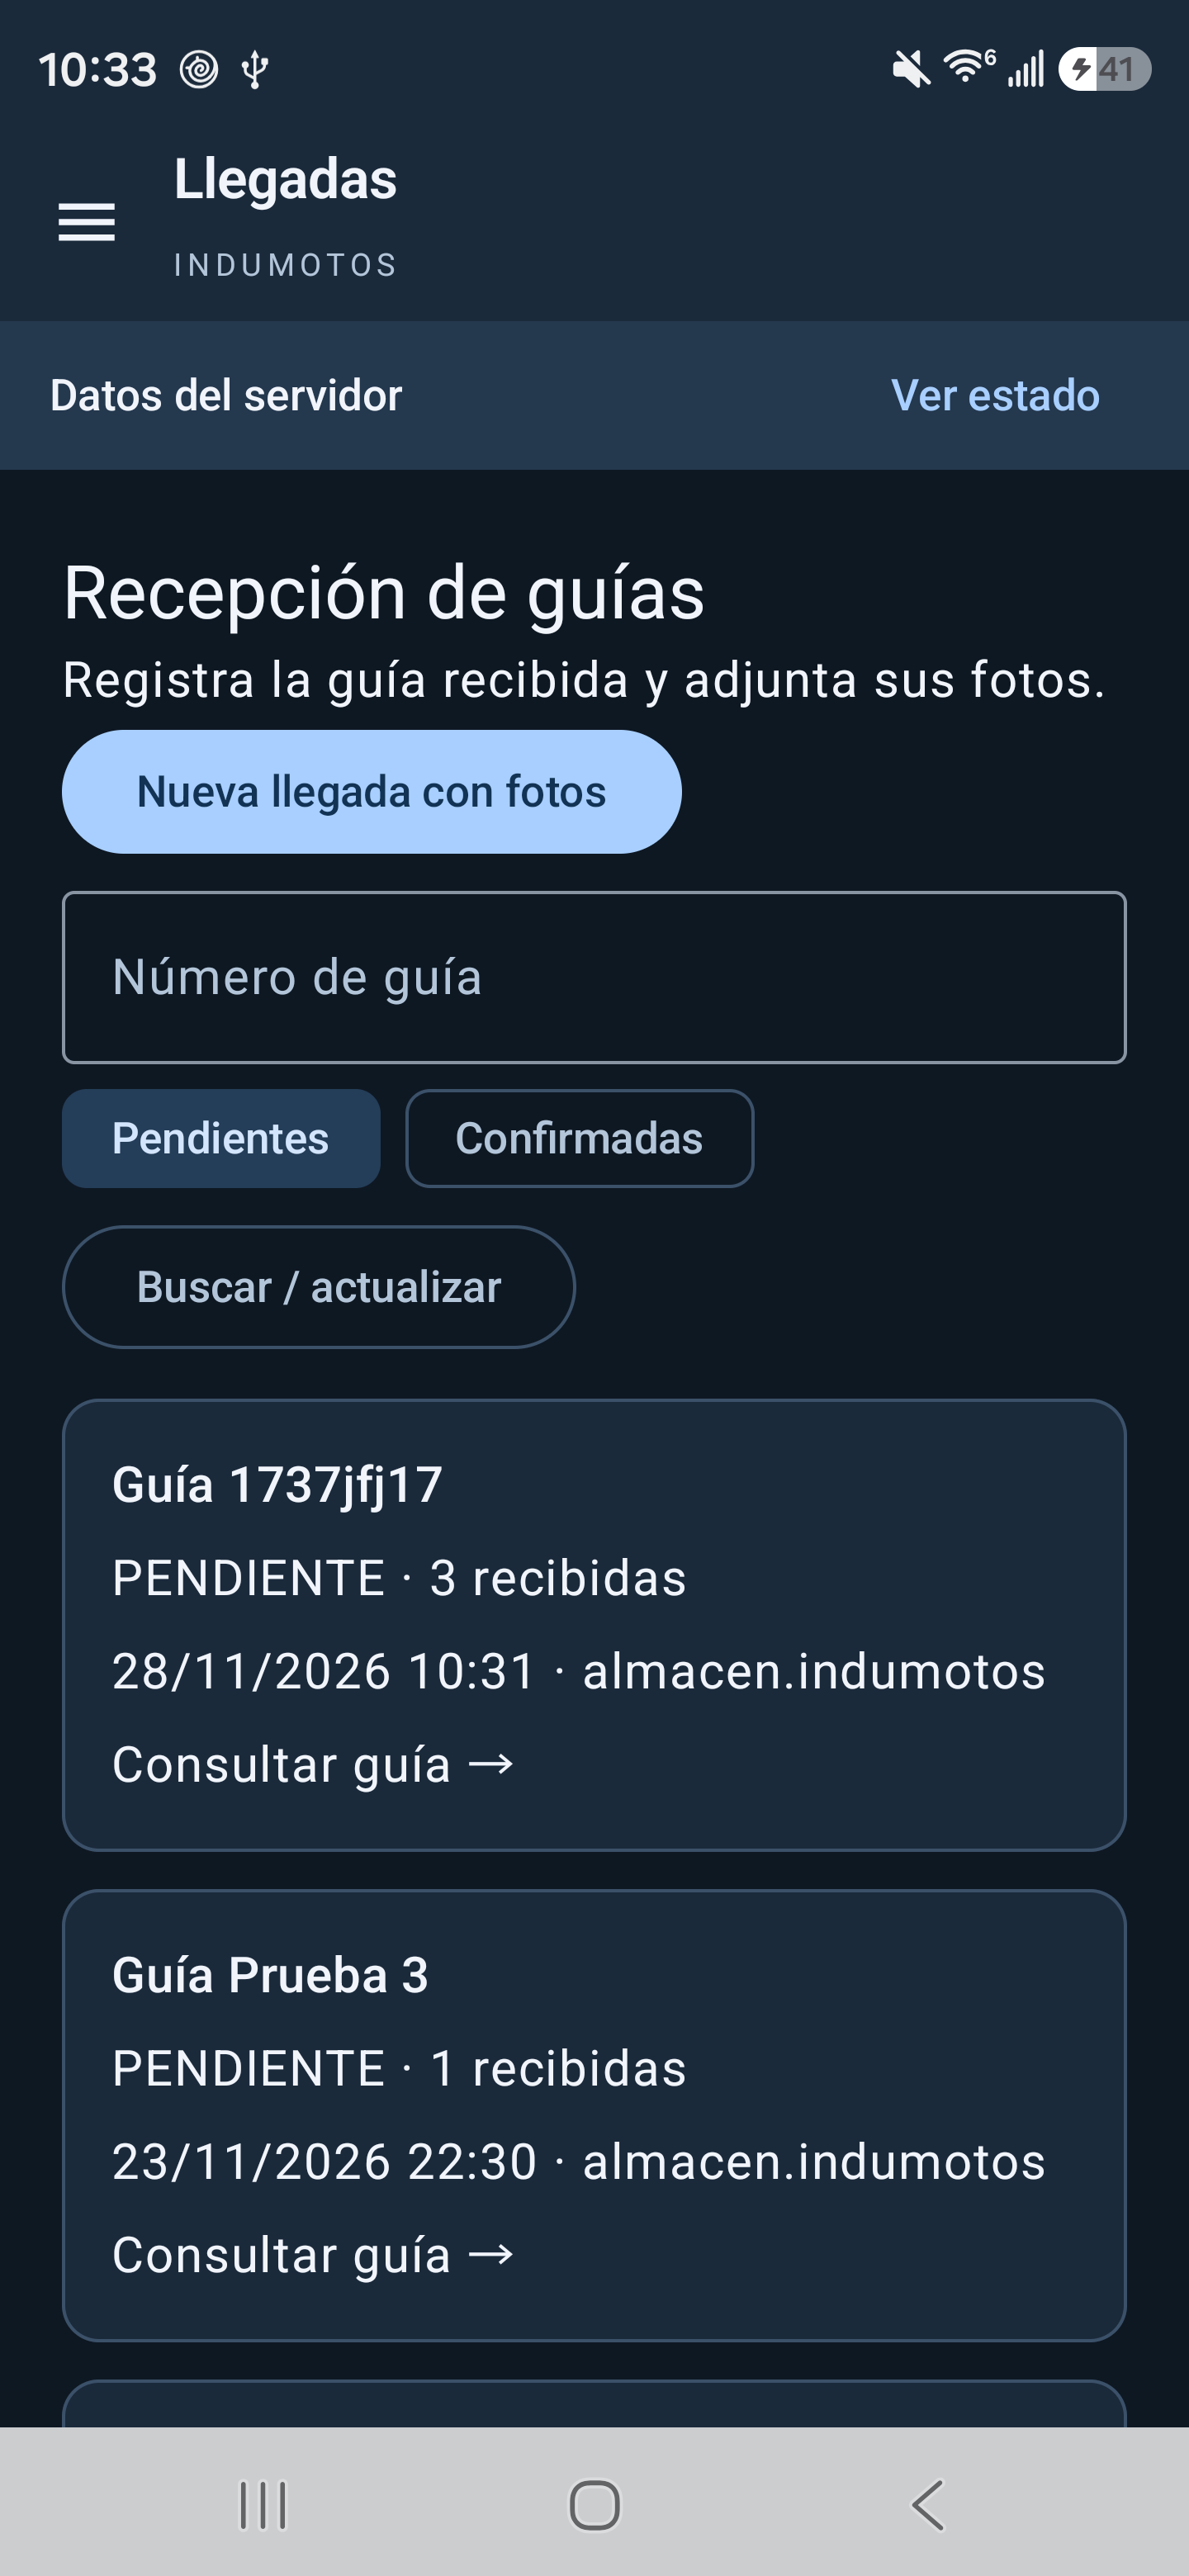 10:33
6
41
Llegadas
INDUMOTOS
Datos del servidor
Ver estado
Recepción de guías
Registra la guía recibida y adjunta sus fotos.
Nueva llegada con fotos
Número de guía
Pendientes
Confirmadas
Buscar / actualizar
Guía 1737jfj17
PENDIENTE · 3 recibidas
28/11/2026 10:31 · almacen.indumotos
Consultar guía →
Guía Prueba 3
PENDIENTE · 1 recibidas
23/11/2026 22:30 · almacen.indumotos
Consultar guía →